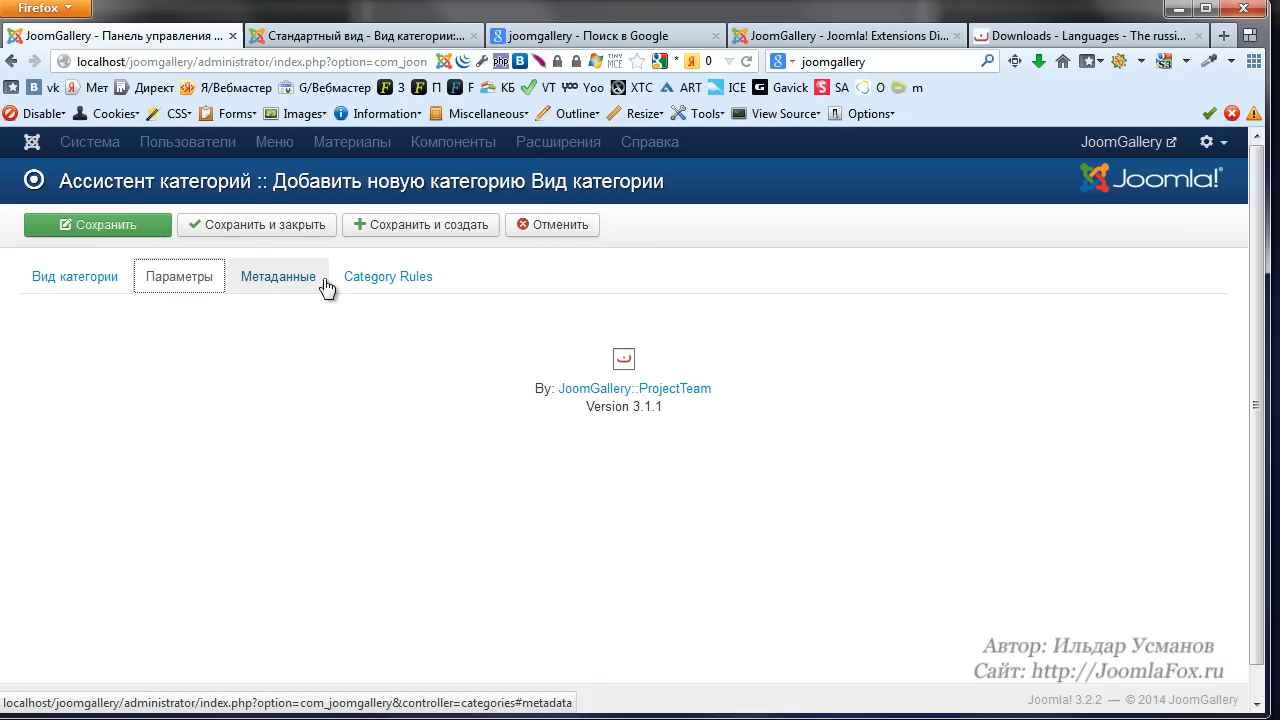 Firefox
JoomGallery - Панель управления ...
Стандартный вид - Вид категории:...
joomgallery - Поиск в Google
JoomGallery - Joomla! Extensions Di...
Downloads - Languages - The russi...
localhost/joomgallery/administrator/index.php?option=com_joom
php
TINY
MCE
0
joomgallery
vk
Мет
Директ
Я/Вебмастер
G/Вебмастер
З
П
F
КБ
VT
Yoo
XTC
ART
ICE
Gavick
SA
O
m
Disable
Cookies
CSS
Forms
Images
Information
Miscellaneous
Outline
Resize
Tools
View Source
Options
Система
Пользователи
Меню
Материалы
Компоненты
Расширения
Справка
JoomGallery
Ассистент категорий :: Добавить новую категорию Вид категории
Joomla!
Сохранить
Сохранить и закрыть
Сохранить и создать
Отменить
Вид категории
Параметры
Метаданные
Category Rules
By: JoomGallery::ProjectTeam
Version 3.1.1
Автор: Ильдар Усманов
Сайт: http://JoomlaFox.ru
localhost/joomgallery/administrator/index.php?option=com_joomgallery&controller=categories#metadata
Joomla! 3.2.2 — © 2014 JoomGallery